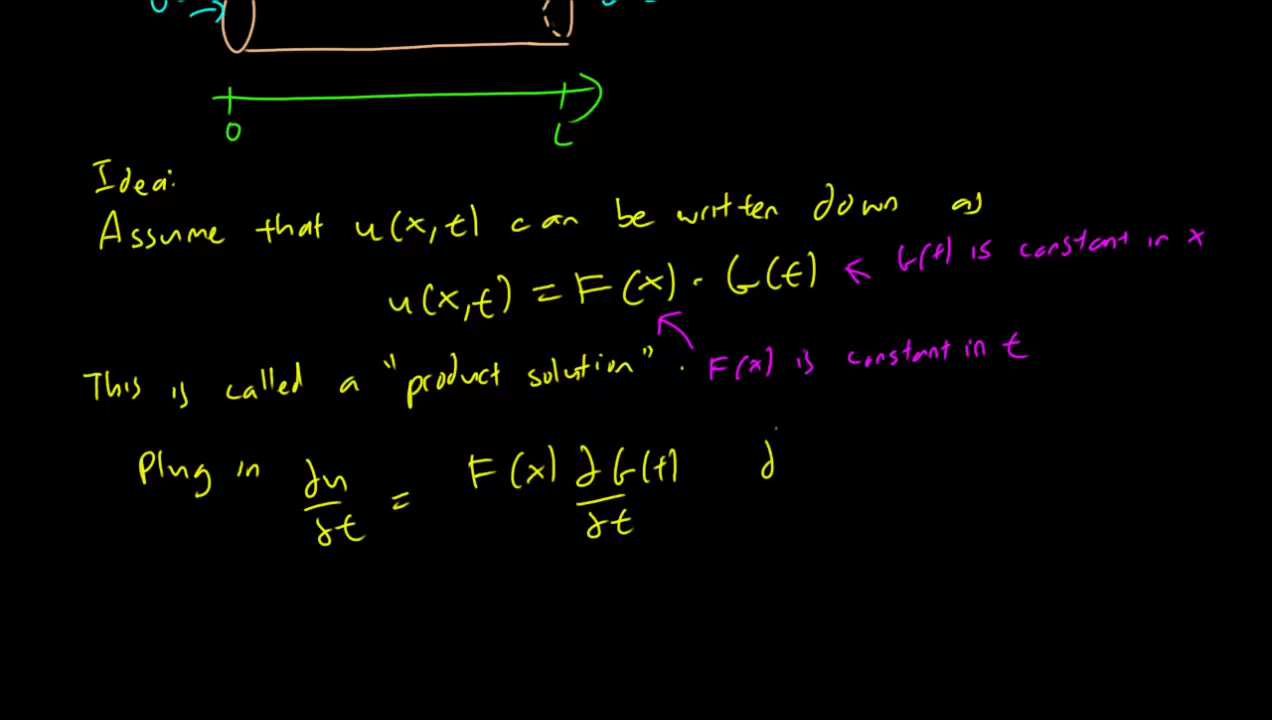 0 L
Idea:
Assume that u(x,t) can be written down as
u(x,t) = F(x) · G(t)
G(t) is constant in x
This is called a "product solution".
F(x) is constant in t
Plug in ∂u/∂t = F(x) ∂G(t)/∂t ∂